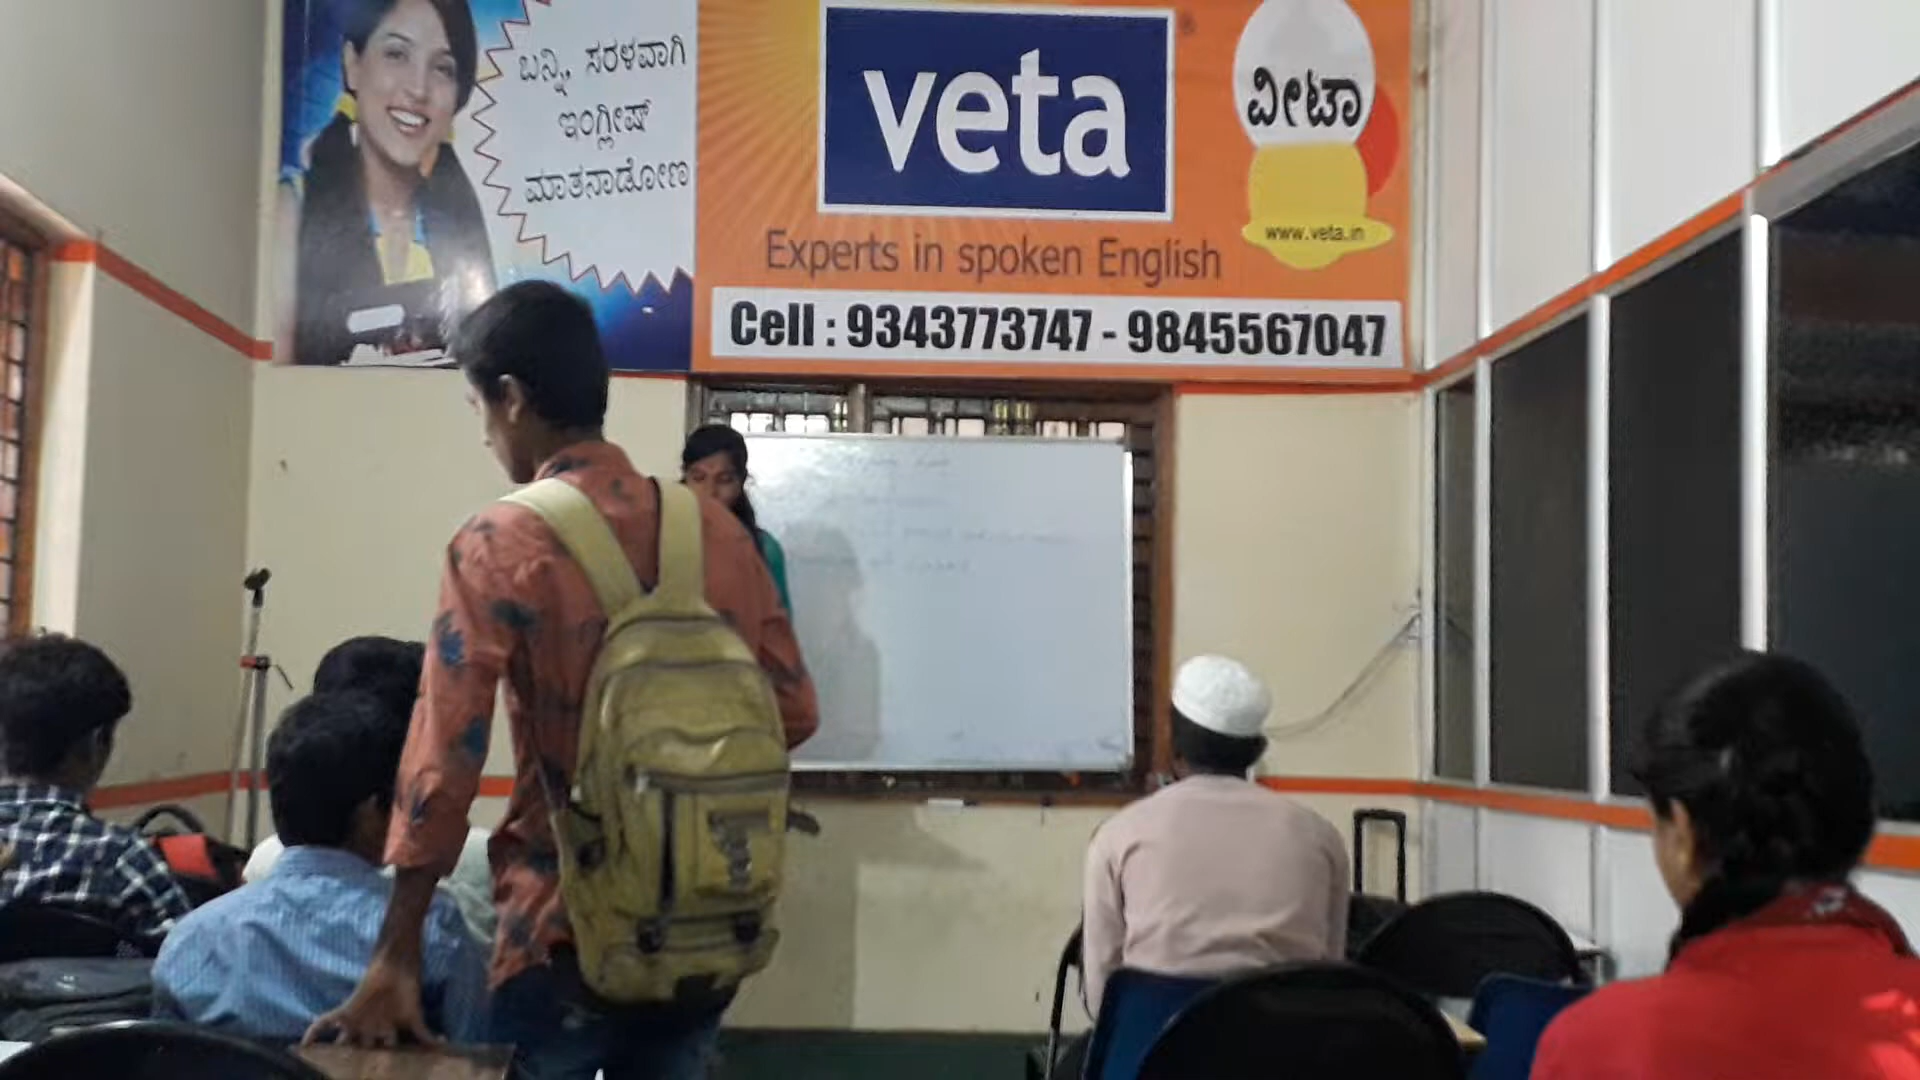 ಬನ್ನಿ, ಸರಳವಾಗಿ
ಇಂಗ್ಲೀಷ್
ಮಾತನಾಡೋಣ
veta
®
Experts in spoken English
ವೀಟಾ
www.veta.in
Cell : 9343773747 - 9845567047